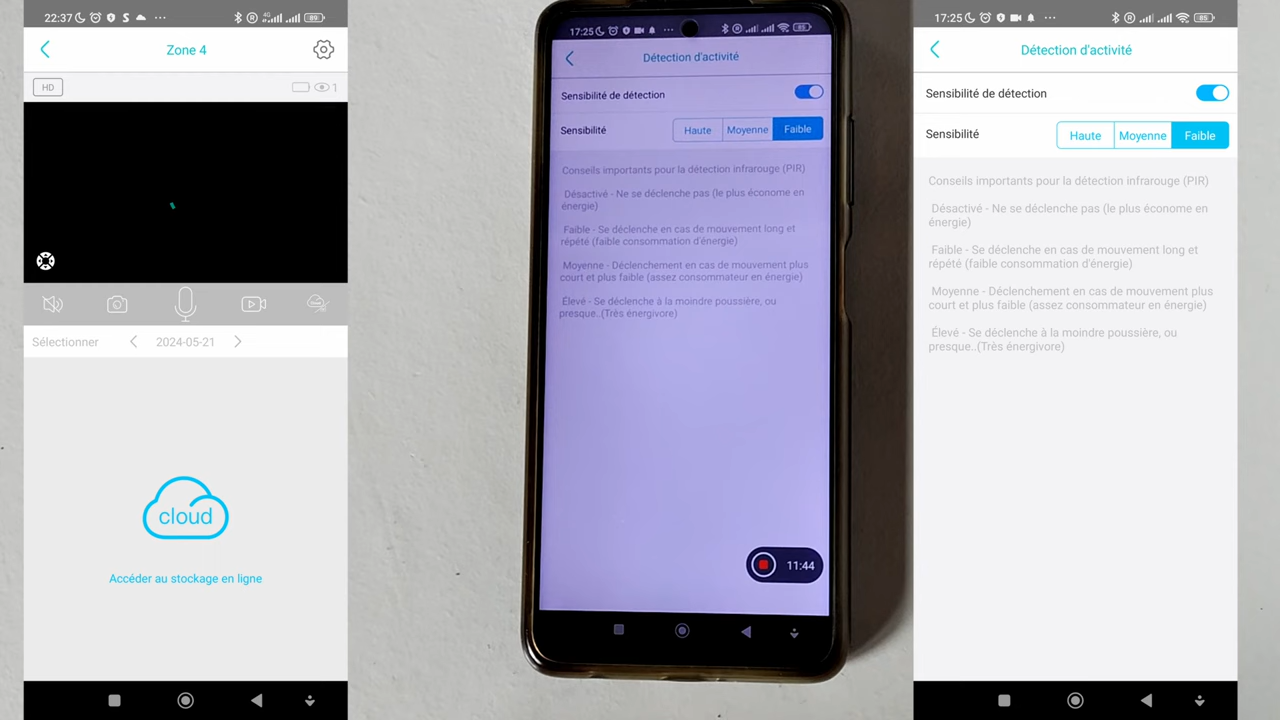 22:37
4G
89
Zone 4
HD
1
Sélectionner
2024-05-21
cloud
Accéder au stockage en ligne
17:25
85
Détection d'activité
Sensibilité de détection
Sensibilité
Haute
Moyenne
Faible
Conseils importants pour la détection infrarouge (PIR)
Désactivé - Ne se déclenche pas (le plus économe en
énergie)
Faible - Se déclenche en cas de mouvement long et
répété (faible consommation d'énergie)
Moyenne - Déclenchement en cas de mouvement plus
court et plus faible (assez consommateur en énergie)
Élevé - Se déclenche à la moindre poussière, ou
presque..(Très énergivore)
11:44
17:25
85
Détection d'activité
Sensibilité de détection
Sensibilité
Haute
Moyenne
Faible
Conseils importants pour la détection infrarouge (PIR)
Désactivé - Ne se déclenche pas (le plus économe en
énergie)
Faible - Se déclenche en cas de mouvement long et
répété (faible consommation d'énergie)
Moyenne - Déclenchement en cas de mouvement plus
court et plus faible (assez consommateur en énergie)
Élevé - Se déclenche à la moindre poussière, ou
presque..(Très énergivore)